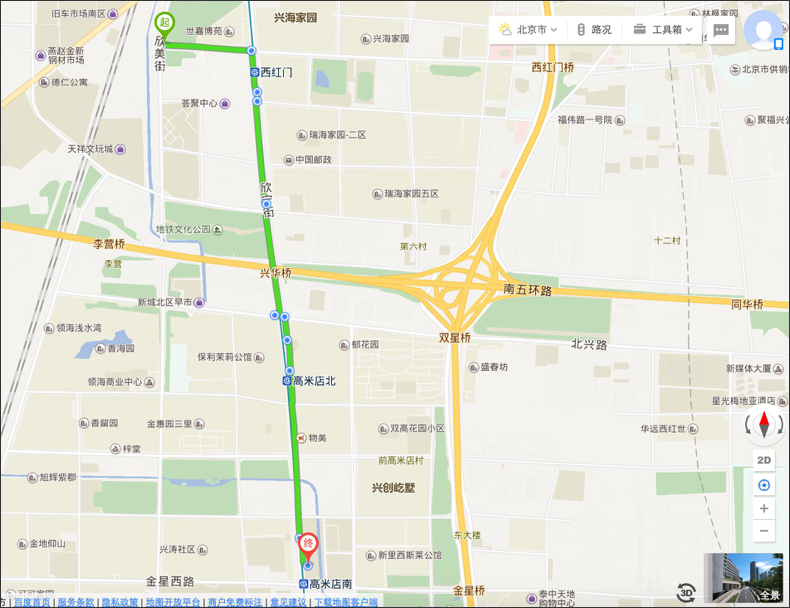 旧车市场南区
起
世嘉博苑
兴海家园
兴海家园
北京市
路况
工具箱
林枫家园
欣美街
燕赵金新
钢材市场
西红门
西红门桥
北京市供销
德仁公寓
荟聚中心
福伟路一号院
聚福
天祥文玩城
瑞海家园-二区
中国邮政
瑞海家园五区
地铁文化公园
李营桥
李营
第六村
十二村
兴华桥
南五环路
同华桥
新城北区早市
领海浅水湾
香海园
保利茉莉公馆
郁花园
双星桥
北兴路
盛春坊
领海商业中心
高米店北
新媒体大厦
星光梅地亚酒店
香留园
金惠园三里
物美
双高花园小区
华远西红世
梓堂
前高米店村
2D
旭辉紫郡
兴创屹墅
金地仰山
兴涛社区
终
东大楼
新里西斯莱公馆
金星西路
高米店南
金星桥
泰中天地
购物中心
3D
全景
百度首页 | 服务条款 | 隐私政策 | 地图开放平台 | 商户免费标注 | 意见建议 | 下载地图客户端